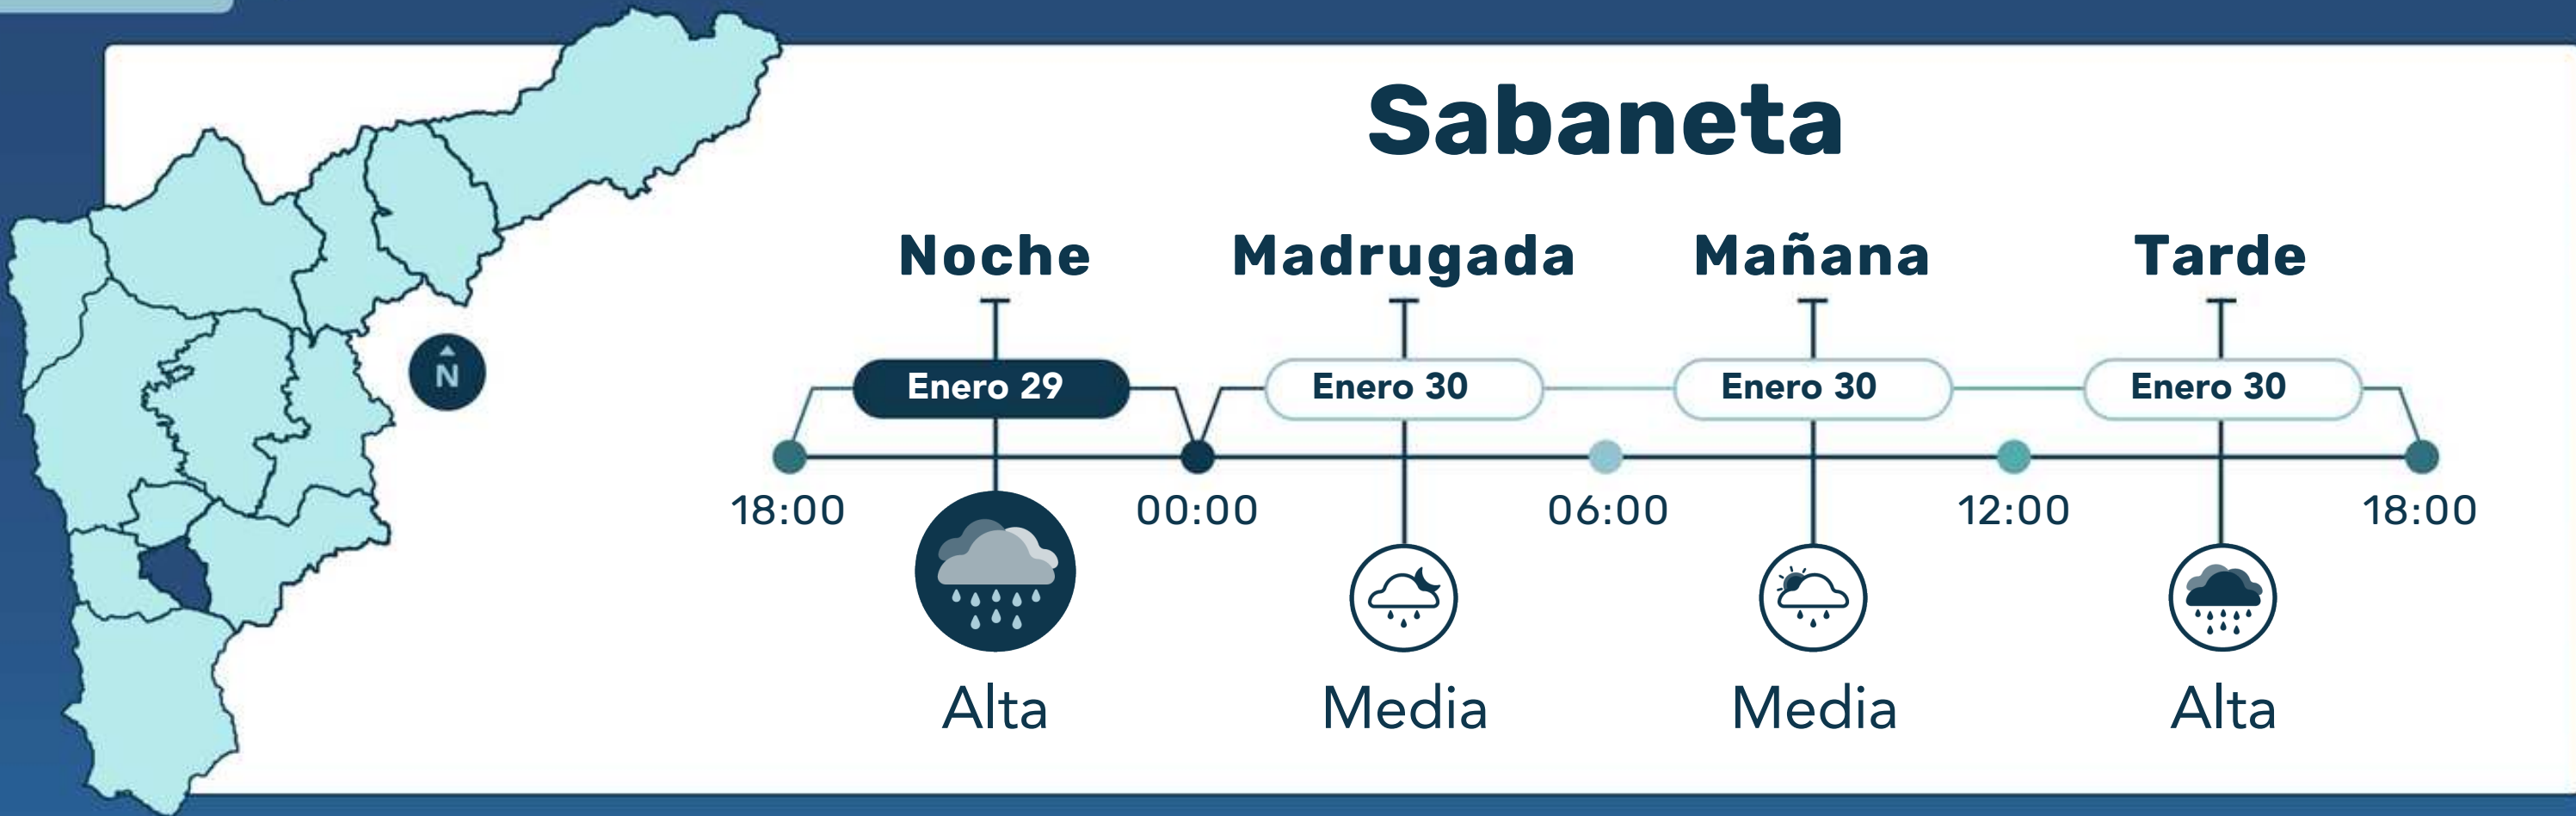 Sabaneta
Noche
Madrugada
Mañana
Tarde
Enero 29
Enero 30
Enero 30
Enero 30
N
18:00
00:00
06:00
12:00
18:00
Alta
Media
Media
Alta